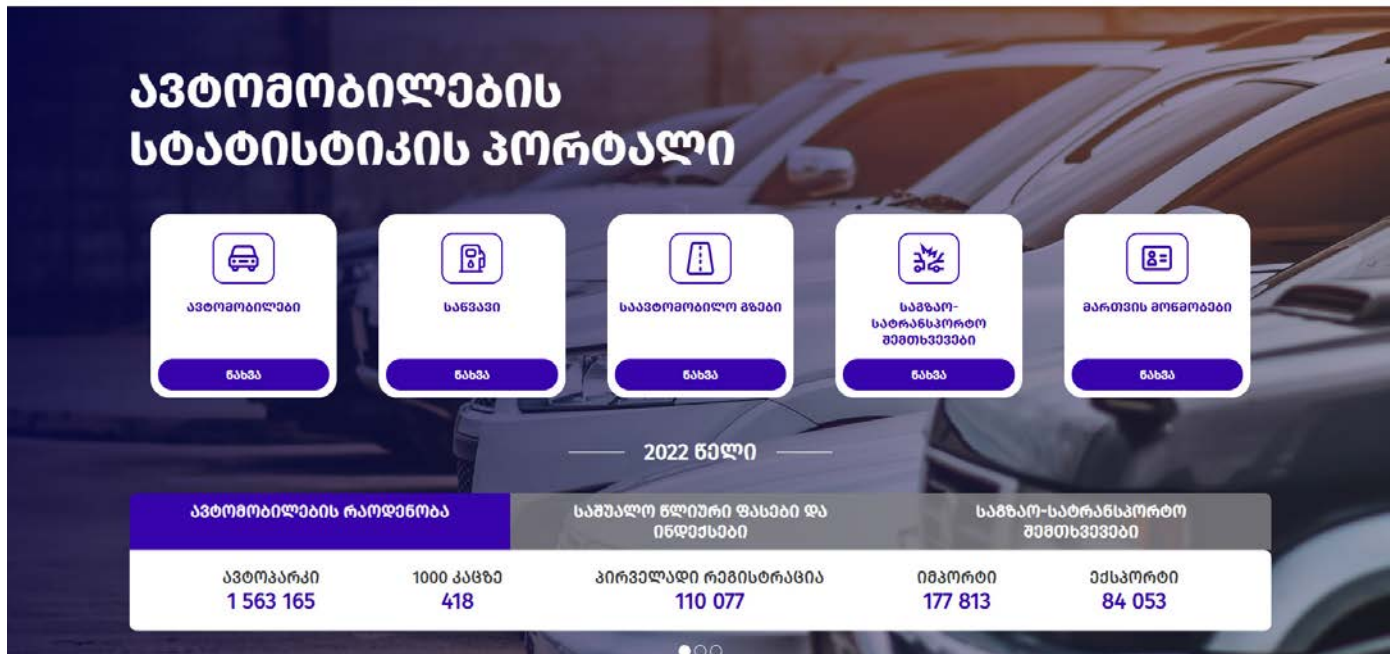 ᲐᲕᲢᲝᲛᲝᲑᲘᲚᲔᲑᲘᲡ
ᲡᲢᲐᲢᲘᲡᲢᲘᲙᲘᲡ ᲞᲝᲠᲢᲐᲚᲘ
ᲐᲕᲢᲝᲛᲝᲑᲘᲚᲔᲑᲘ
ᲜᲐᲮᲕᲐ
ᲡᲐᲬᲕᲐᲕᲘ
ᲜᲐᲮᲕᲐ
ᲡᲐᲐᲕᲢᲝᲛᲝᲑᲘᲚᲝ ᲒᲖᲔᲑᲘ
ᲜᲐᲮᲕᲐ
ᲡᲐᲒᲖᲐᲝ-
ᲡᲐᲢᲠᲐᲜᲡᲞᲝᲠᲢᲝ
ᲨᲔᲛᲗᲮᲕᲔᲕᲔᲑᲘ
ᲜᲐᲮᲕᲐ
ᲛᲐᲠᲗᲕᲘᲡ ᲛᲝᲬᲛᲝᲑᲔᲑᲘ
ᲜᲐᲮᲕᲐ
2022 ᲬᲔᲚᲘ
ᲐᲕᲢᲝᲛᲝᲑᲘᲚᲔᲑᲘᲡ ᲠᲐᲝᲓᲔᲜᲝᲑᲐ
ᲡᲐᲨᲣᲐᲚᲝ ᲬᲚᲘᲣᲠᲘ ᲤᲐᲡᲔᲑᲘ ᲓᲐ
ᲘᲜᲓᲔᲥᲡᲔᲑᲘ
ᲡᲐᲒᲖᲐᲝ-ᲡᲐᲢᲠᲐᲜᲡᲞᲝᲠᲢᲝ
ᲨᲔᲛᲗᲮᲕᲔᲕᲔᲑᲘ
ᲐᲕᲢᲝᲞᲐᲠᲙᲘ
1 563 165
1000 ᲙᲐᲪᲖᲔ
418
ᲞᲘᲠᲕᲔᲚᲐᲓᲘ ᲠᲔᲒᲘᲡᲢᲠᲐᲪᲘᲐ
110 077
ᲘᲛᲞᲝᲠᲢᲘ
177 813
ᲔᲥᲡᲞᲝᲠᲢᲘ
84 053